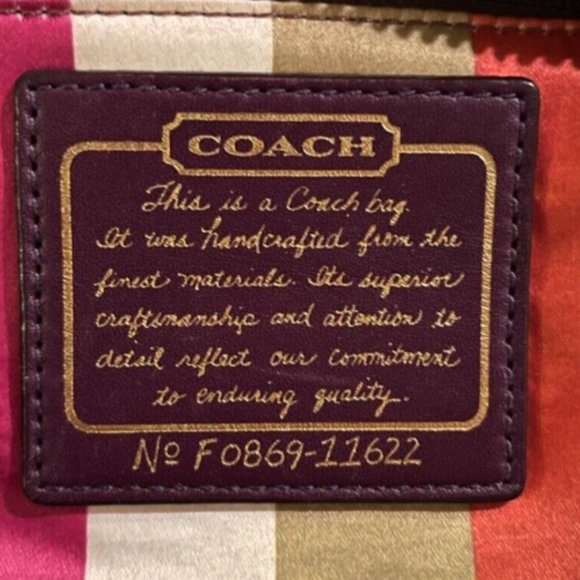 COACH
This is a Coach bag.
It was handcrafted from the
finest materials. Its superior
craftsmanship and attention to
detail reflect our commitment
to enduring quality.
Nº F0869-11622